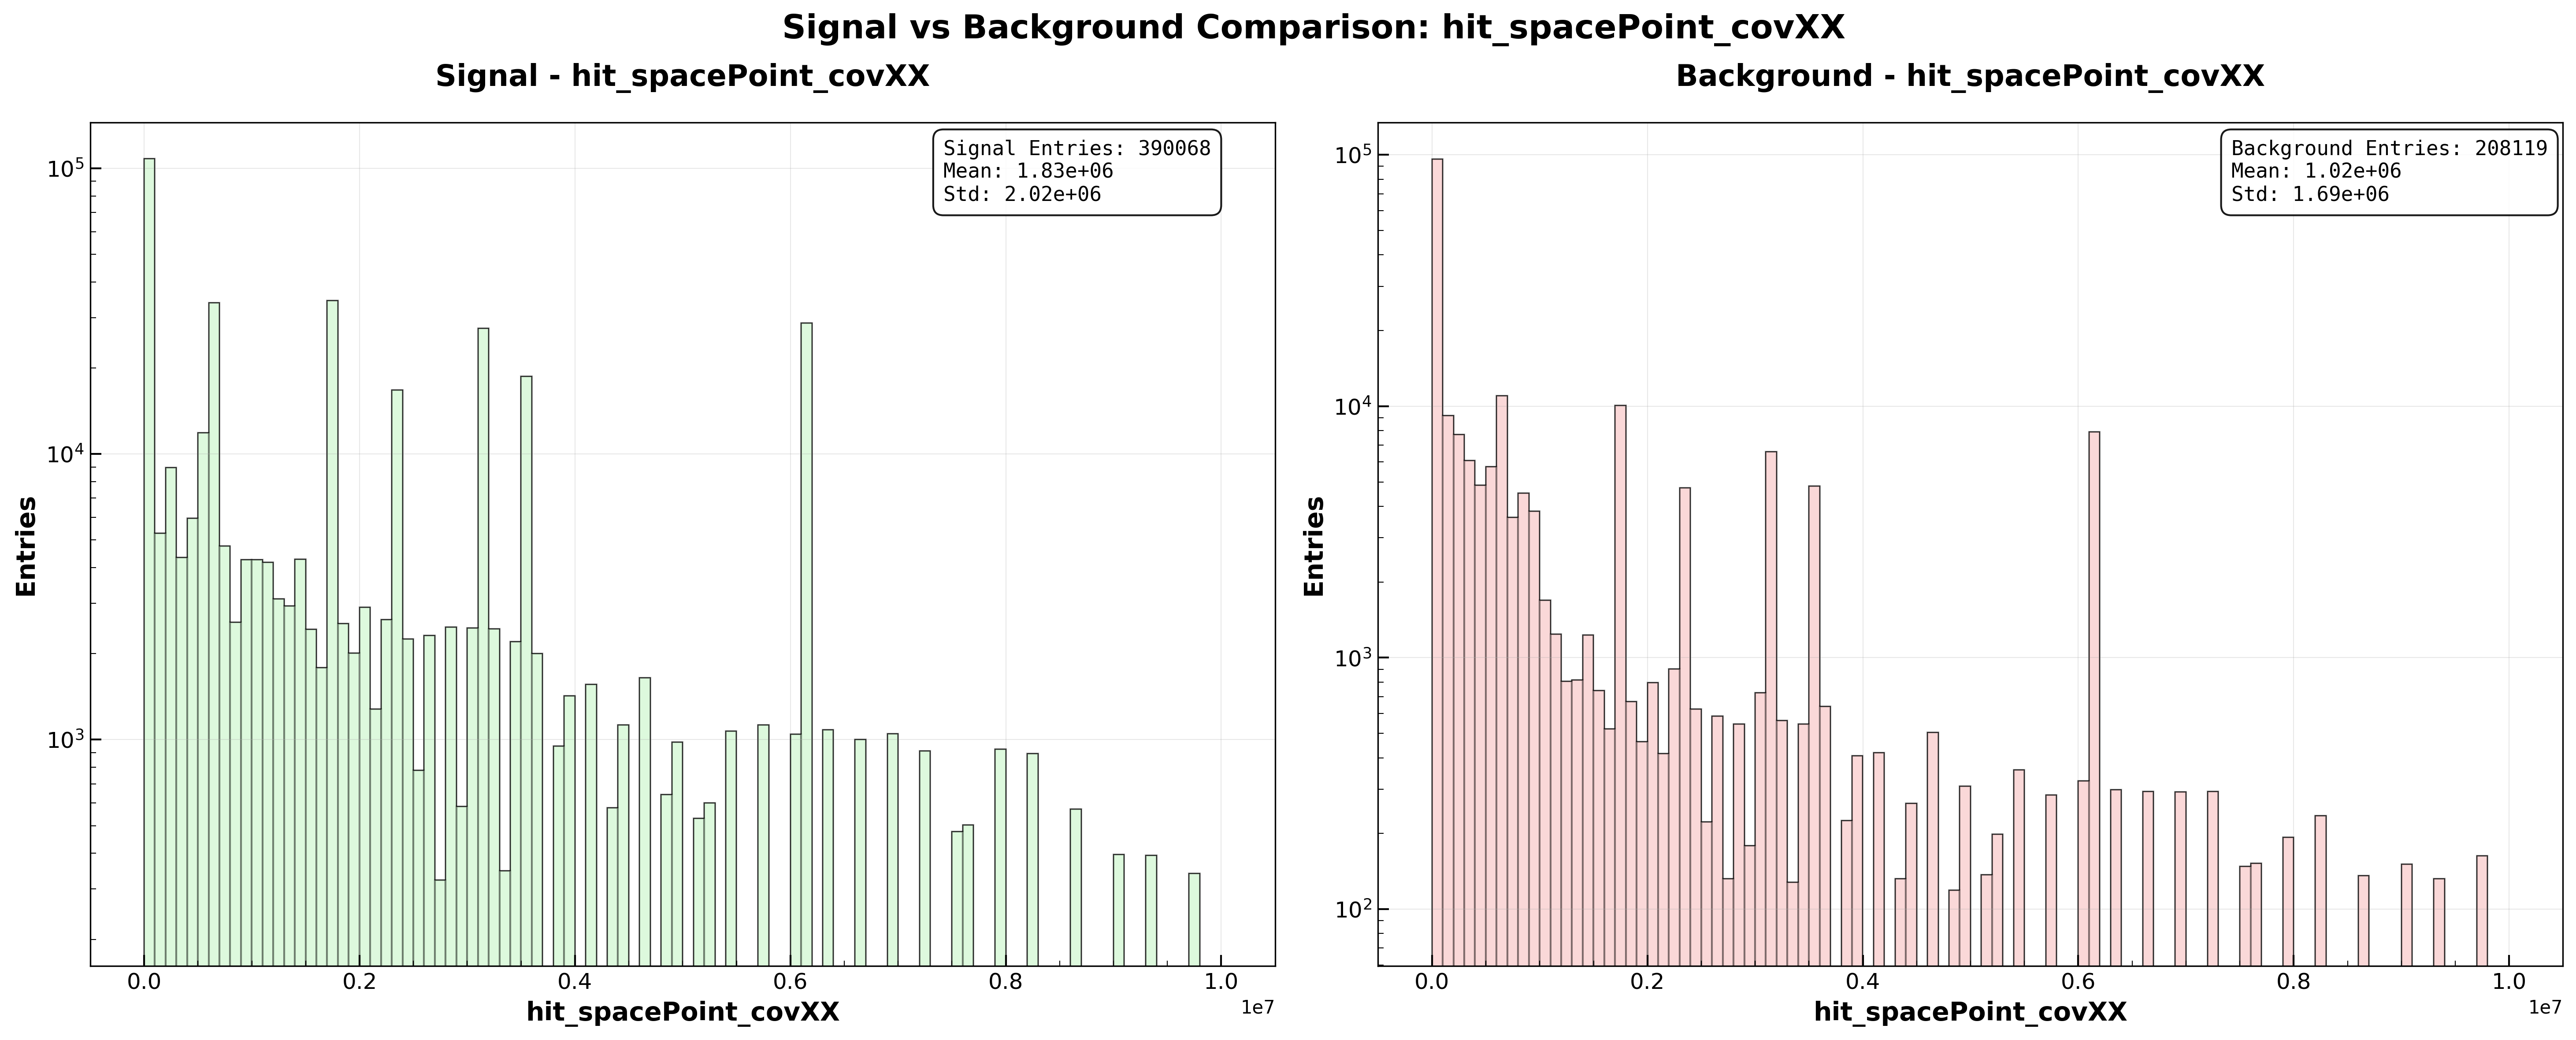 Signal vs Background Comparison: hit_spacePoint_covXX
Signal - hit_spacePoint_covXX
Signal Entries: 390068
Mean: 1.83e+06
Std: 2.02e+06
10^5
10^4
10^3
Entries
0.0 0.2 0.4 0.6 0.8 1.0
1e7
hit_spacePoint_covXX
Background - hit_spacePoint_covXX
Background Entries: 208119
Mean: 1.02e+06
Std: 1.69e+06
10^5
10^4
10^3
10^2
Entries
0.0 0.2 0.4 0.6 0.8 1.0
1e7
hit_spacePoint_covXX